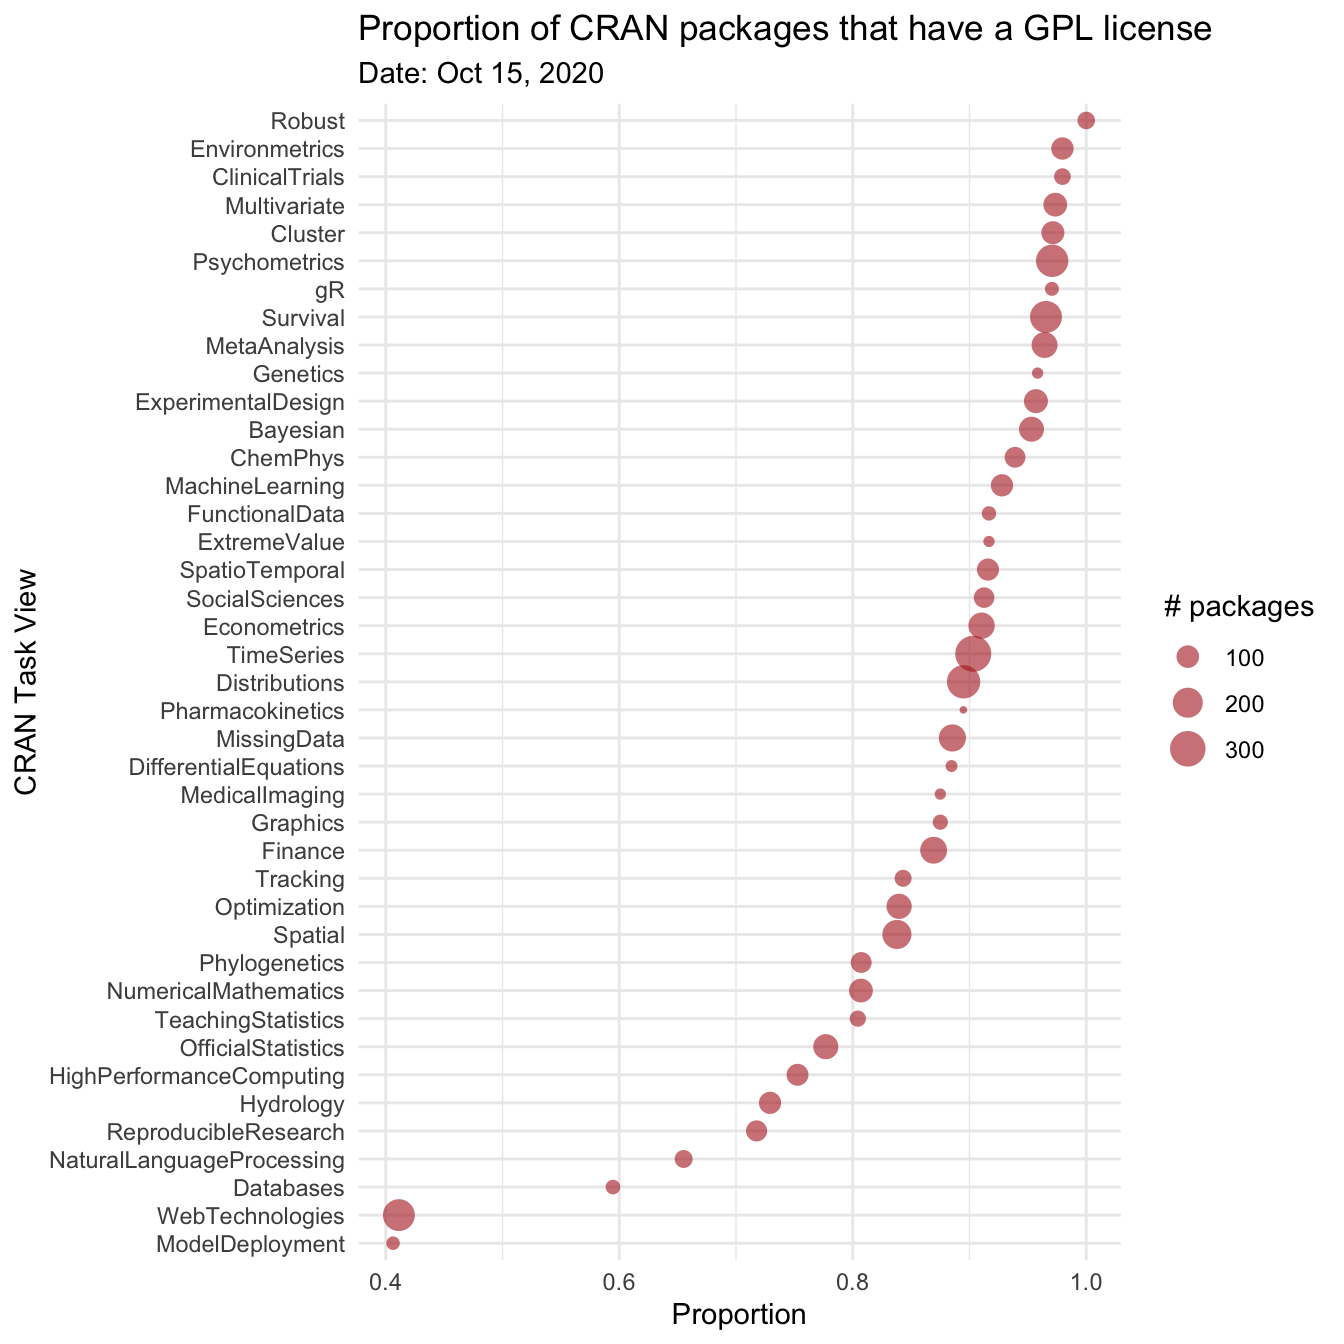 Proportion of CRAN packages that have a GPL license
Date: Oct 15, 2020
Robust
Environmetrics
ClinicalTrials
Multivariate
Cluster
Psychometrics
gR
Survival
MetaAnalysis
Genetics
ExperimentalDesign
Bayesian
ChemPhys
MachineLearning
FunctionalData
ExtremeValue
SpatioTemporal
SocialSciences
Econometrics
TimeSeries
Distributions
Pharmacokinetics
MissingData
DifferentialEquations
MedicalImaging
Graphics
Finance
Tracking
Optimization
Spatial
Phylogenetics
NumericalMathematics
TeachingStatistics
OfficialStatistics
HighPerformanceComputing
Hydrology
ReproducibleResearch
NaturalLanguageProcessing
Databases
WebTechnologies
ModelDeployment
CRAN Task View
0.4 0.6 0.8 1.0
Proportion
# packages
100
200
300